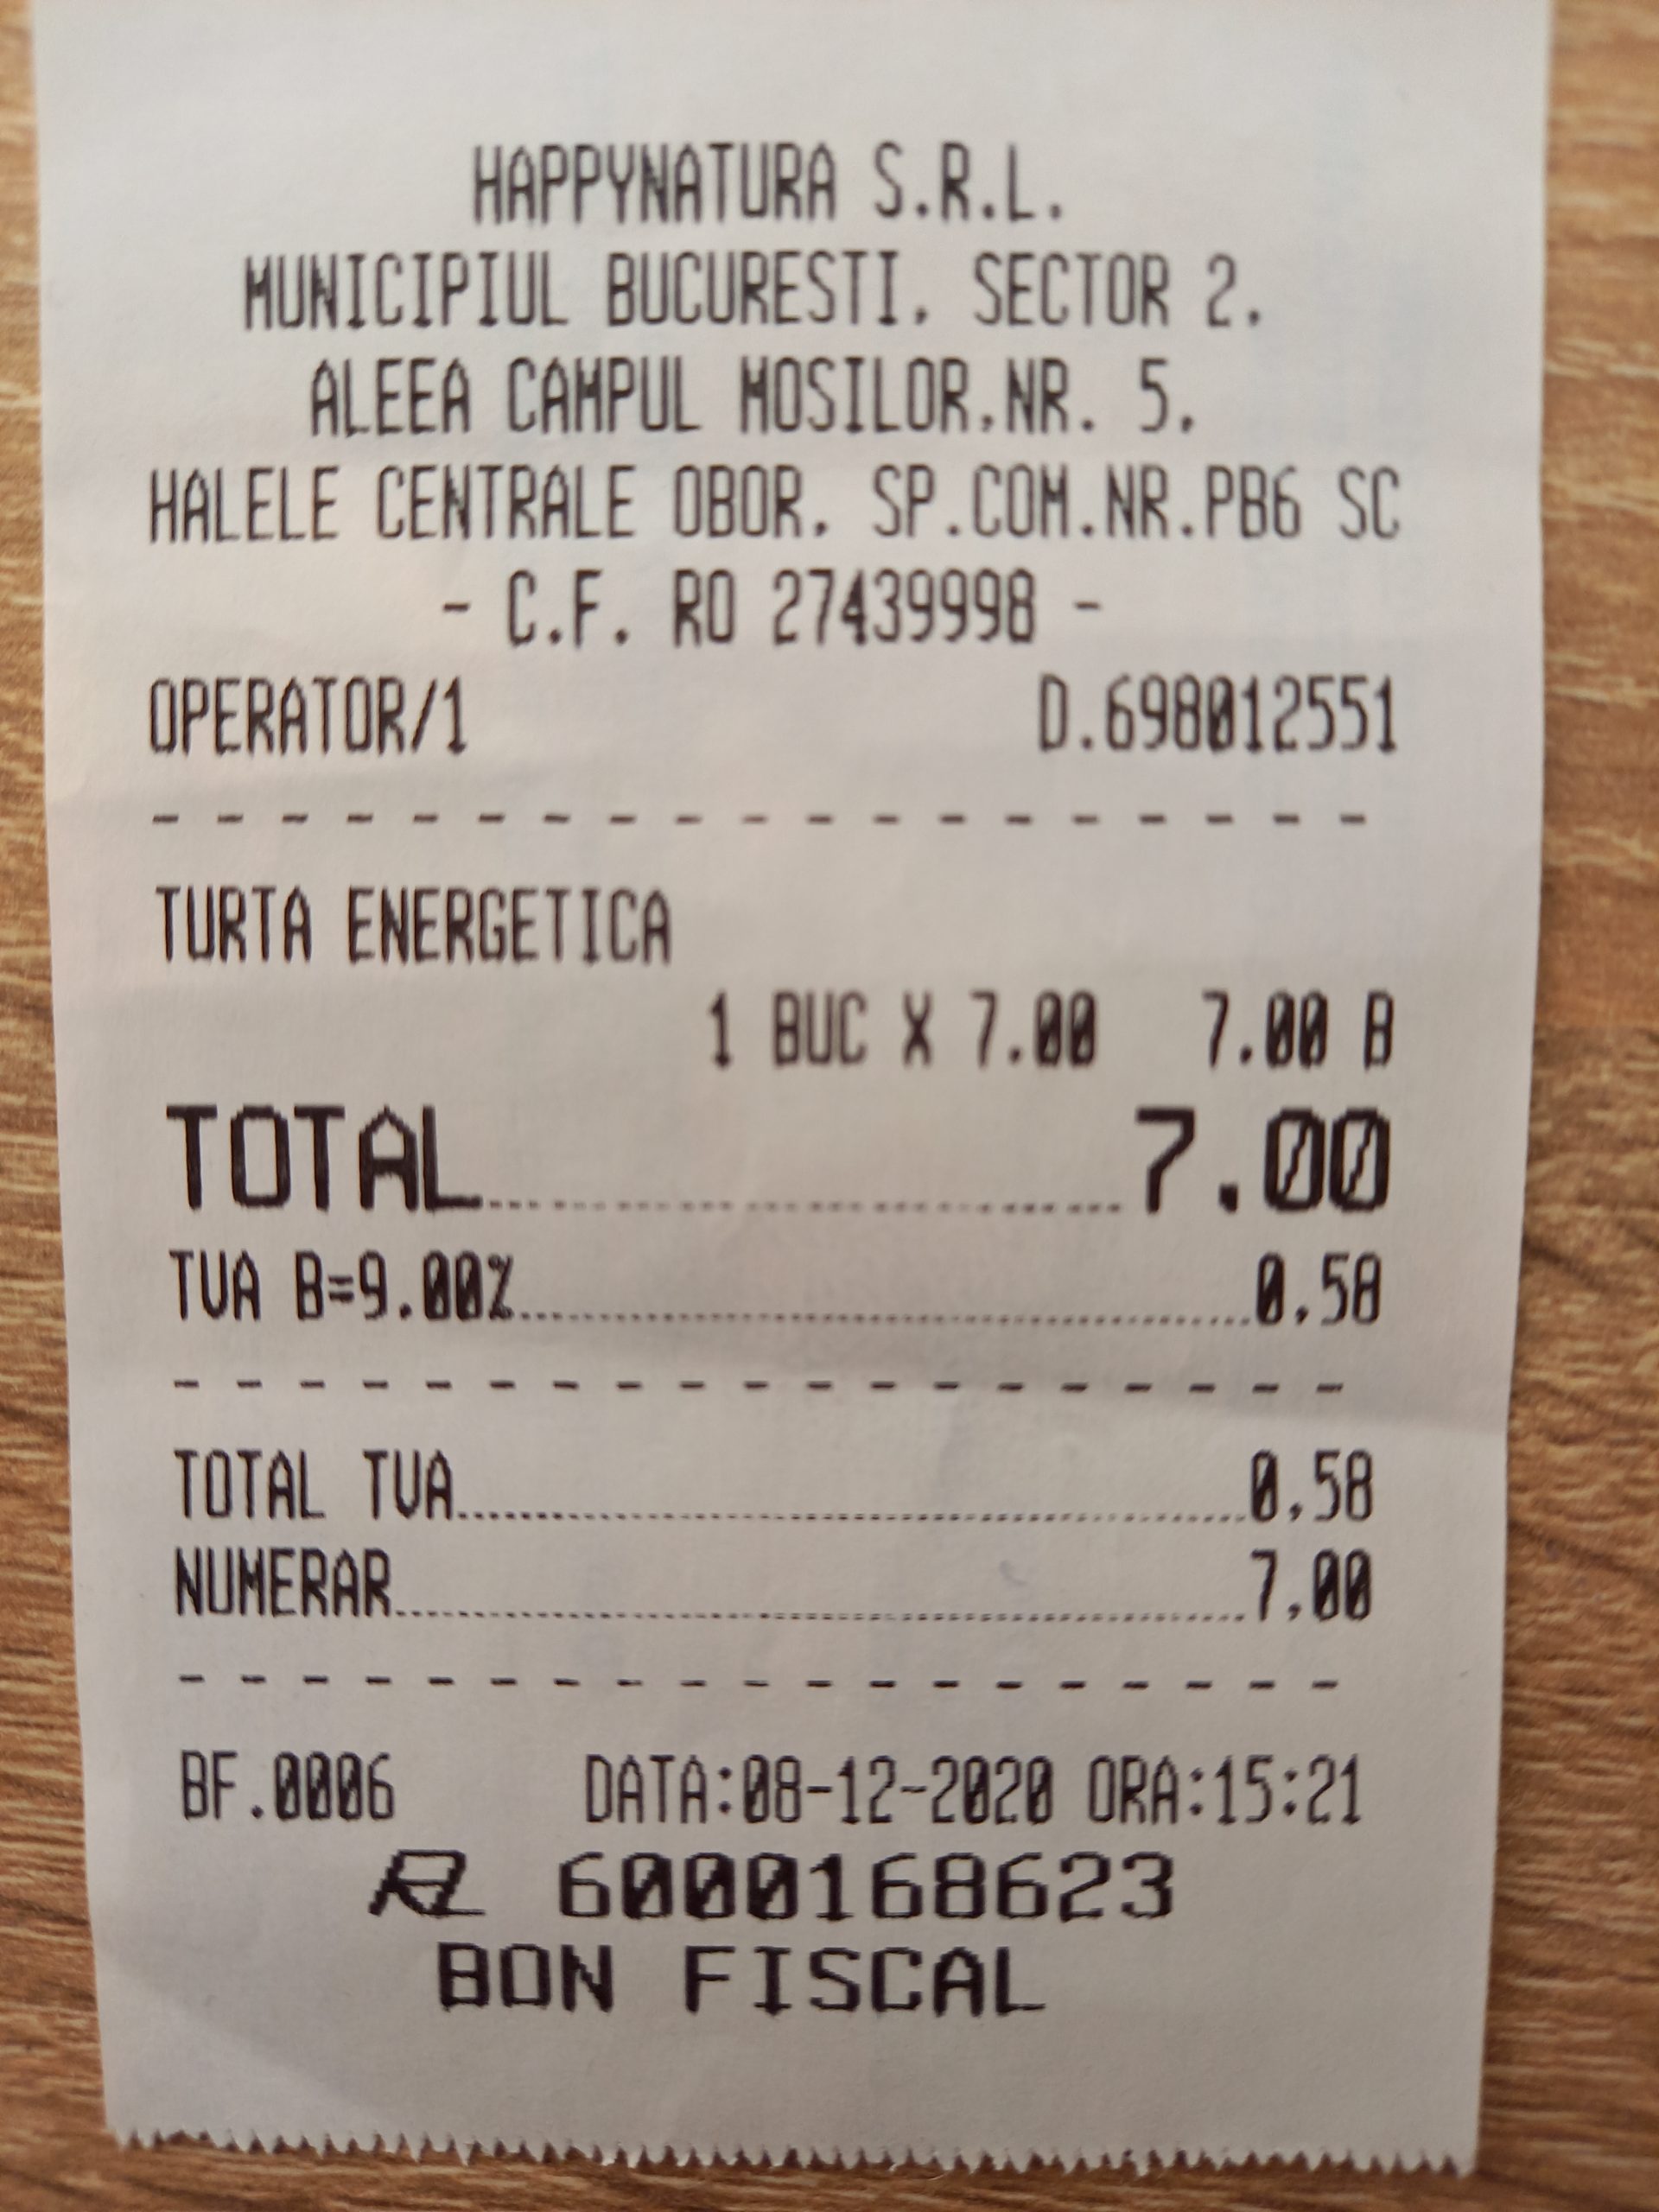 HAPPYNATURA S.R.L.
MUNICIPIUL BUCURESTI, SECTOR 2,
ALEEA CAMPUL MOSILOR,NR. 5,
HALELE CENTRALE OBOR, SP.COM.NR.PB6 SC
- C.F. RO 27439998 -
OPERATOR/1 D.698012551
TURTA ENERGETICA
1 BUC X 7.00 7.00 B
TOTAL 7.00
TVA B=9.00% 0,58
TOTAL TVA 0,58
NUMERAR 7,00
BF.0006 DATA:08-12-2020 ORA:15:21
6000168623
BON FISCAL